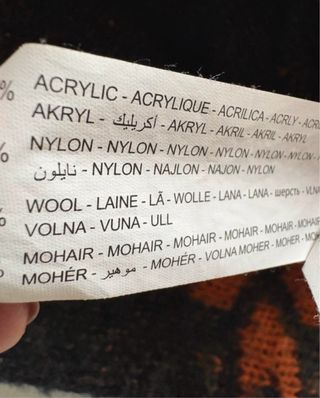 % ACRYLIC - ACRYLIQUE - ACRILICA - ACRLY -
AKRYL - أكريليك - AKRYL - AKRIL - AKRIL - AKRYL
% NYLON - NYLON - NYLON - NYLON - NYLON - NYLON - NYLON -
نايلون - NYLON - NAJLON - NAJON - NYLON
% WOOL - LAINE - LÃ - WOLLE - LANA - LANA - шерсть -
VOLNA - VUNA - ULL
MOHAIR - MOHAIR - MOHAIR - MOHAIR - MOHAIR -
MOHÉR - موهير - MOHÉR - VOLNA MOHER - MOHER -